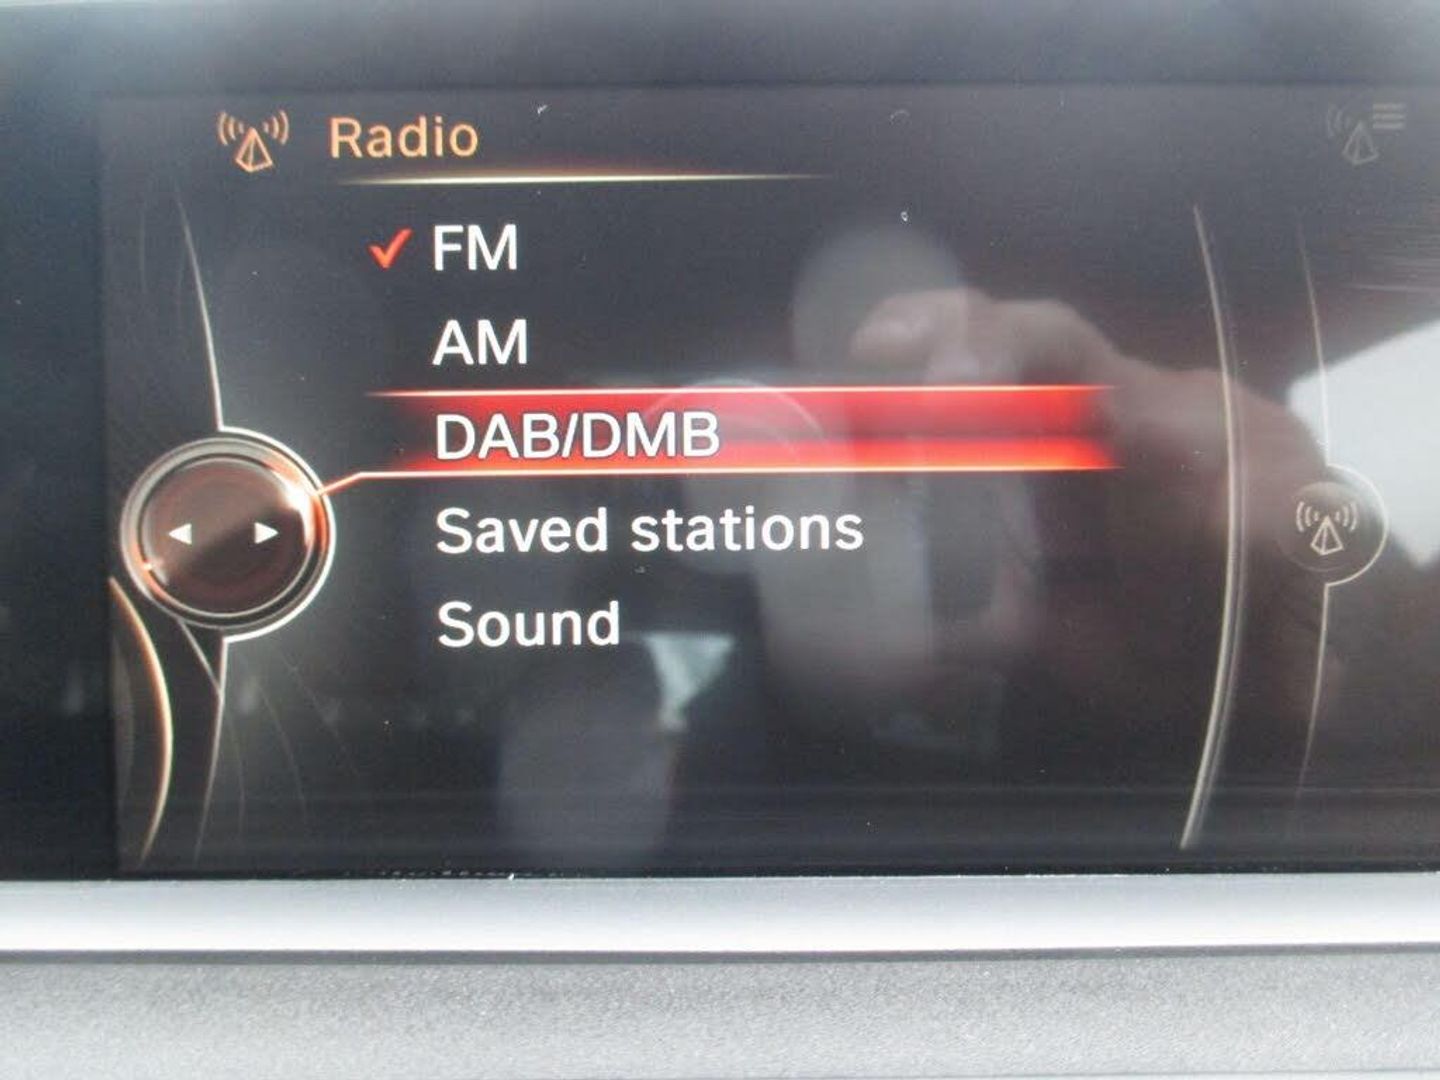 Radio
FM
AM
DAB/DMB
Saved stations
Sound